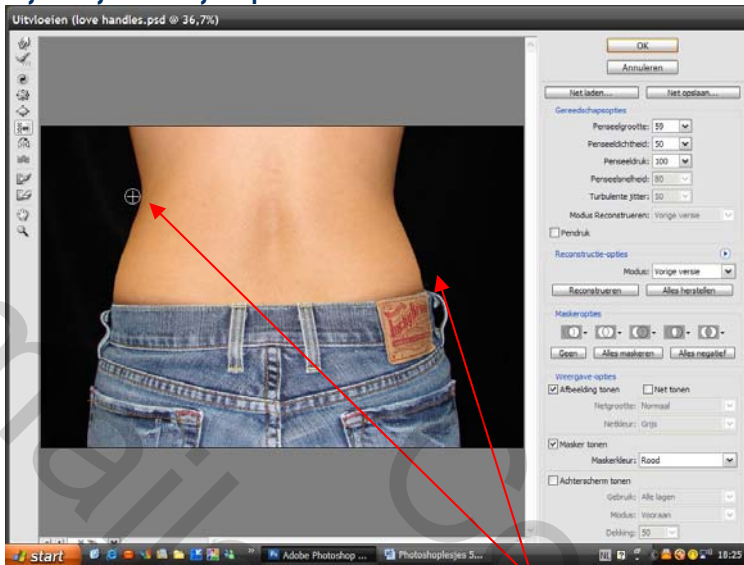 Uitvloeien (love handles.psd @ 36,7%)
OK
Annuleren
Net laden... Net opslaan...
Gereedschapsopties
Penseelgrootte: 59
Penseeldichtheid: 50
Penseeldruk: 100
Penseelsnelheid: 80
Turbulente jitter: 50
Modus Reconstrueren: Vorige versie
Pendruk
Reconstructie-opties
Modus: Vorige versie
Reconstrueren Alles herstellen
Maskeropties
Geen Alles maskeren Alles negatief
Weergave-opties
Afbeelding tonen Net tonen
Netgrootte: Normaal
Netkleur: Grijs
Masker tonen
Maskerkleur: Rood
Achterscherm tonen
Gebruik: Alle lagen
Modus: Vooraan
Dekking: 50
start Adobe Photoshop ... Photoshoplesjes 5... NL 18:25